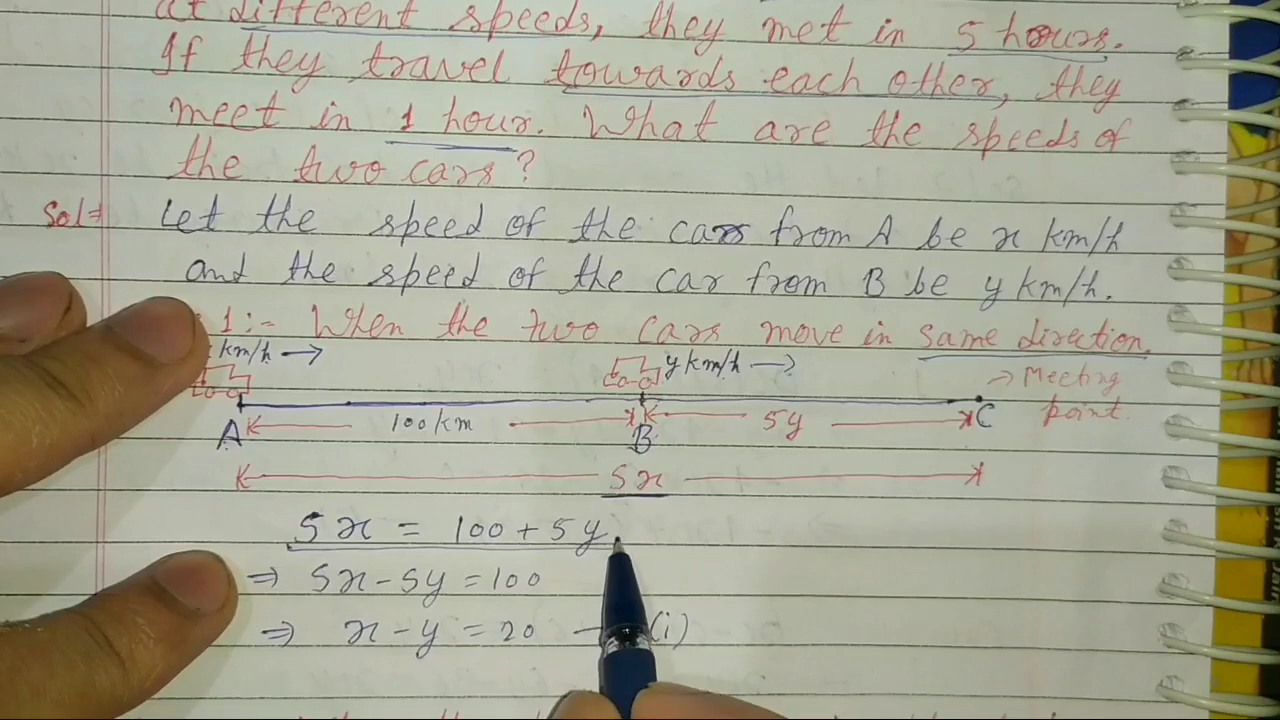 at different speeds, they met in 5 hours.
If they travel towards each other, they
meet in 1 hour. What are the speeds of
the two cars?
Sol⇒ Let the speed of the cars from A be x km/h
and the speed of the car from B be y km/h.
1:- When the two cars move in same direction.
km/h → y km/h → → Meeting
point.
A 100 km B 5y C
5x
5x = 100 + 5y
⇒ 5x - 5y = 100
⇒ x - y = 20 — (i)